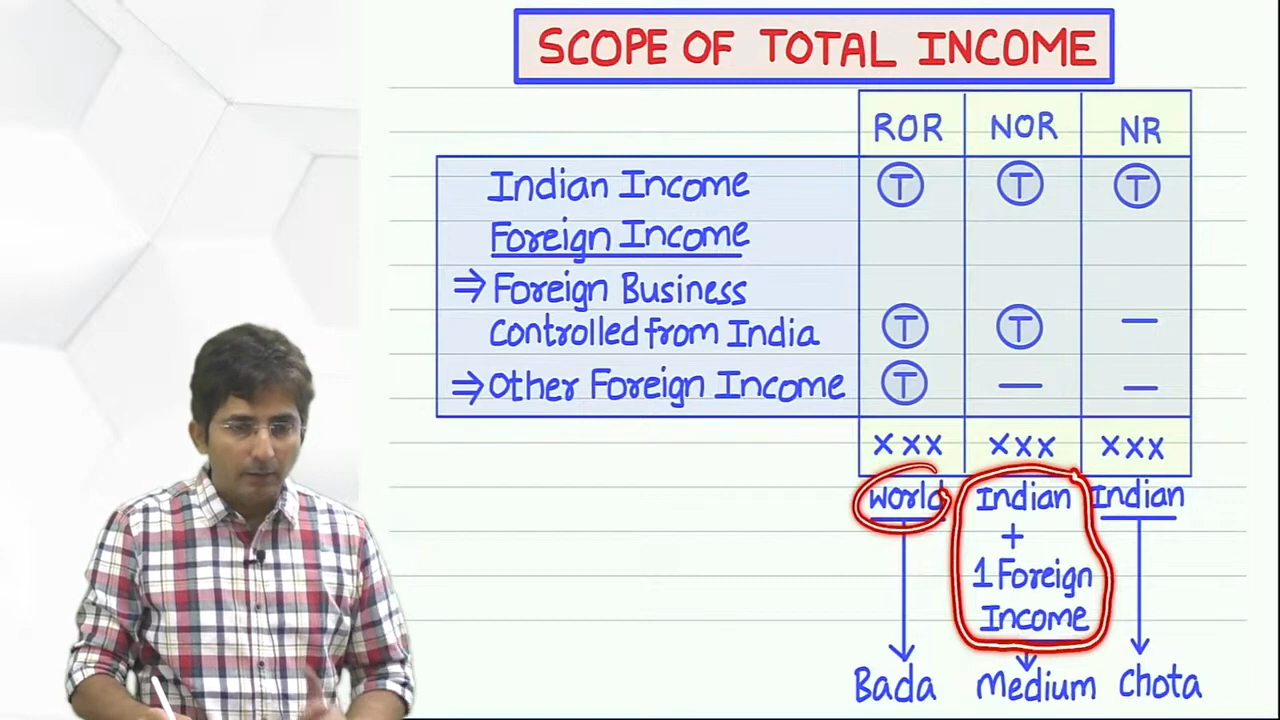 SCOPE OF TOTAL INCOME
ROR NOR NR
Indian Income T T T
Foreign Income
⇒ Foreign Business
Controlled from India T T —
⇒ Other Foreign Income T — —
xxx xxx xxx
World Indian Indian
+
1 Foreign
Income
Bada Medium Chota